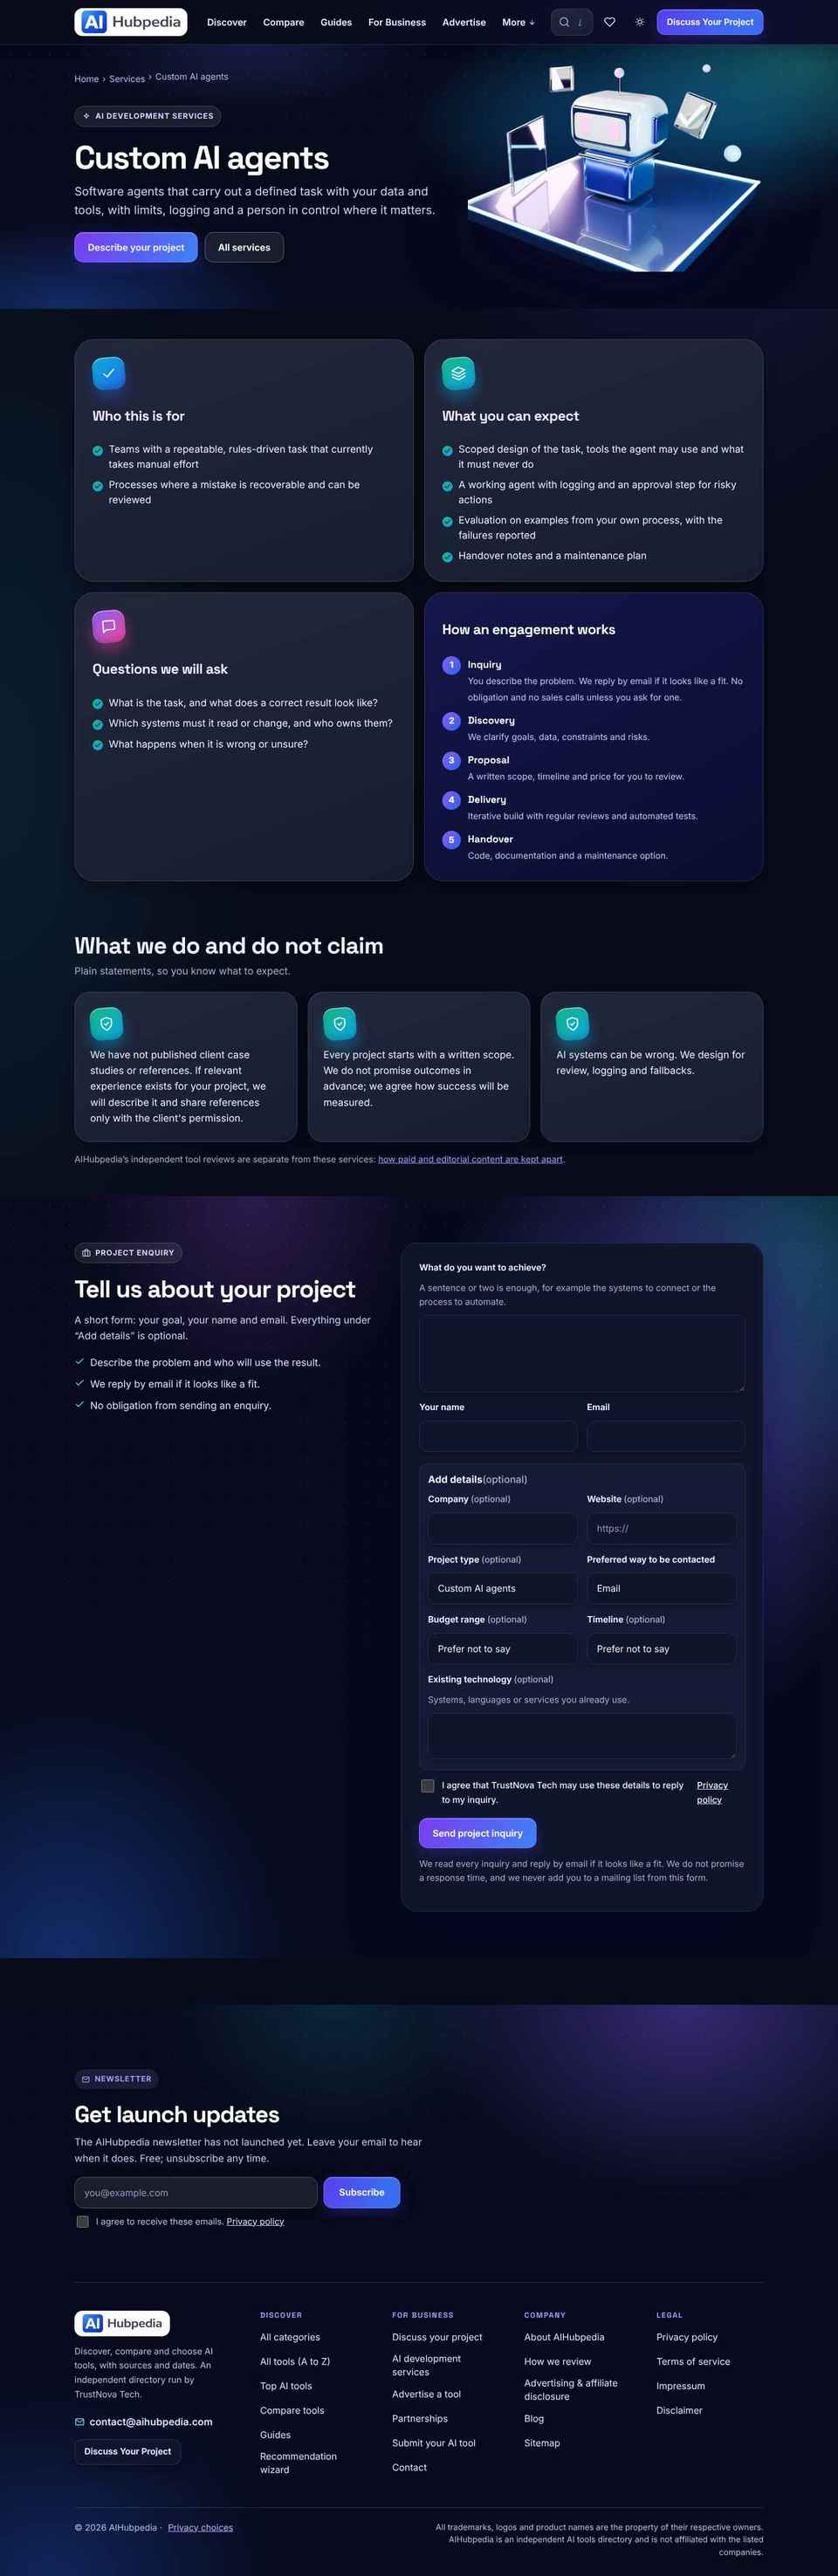 AI Hubpedia
Discover
Compare
Guides
For Business
Advertise
More
/
Discuss Your Project
Home › Services › Custom AI agents
AI DEVELOPMENT SERVICES
Custom AI agents
Software agents that carry out a defined task with your data and
tools, with limits, logging and a person in control where it matters.
Describe your project
All services
Who this is for
Teams with a repeatable, rules-driven task that currently
takes manual effort
Processes where a mistake is recoverable and can be
reviewed
What you can expect
Scoped design of the task, tools the agent may use and what
it must never do
A working agent with logging and an approval step for risky
actions
Evaluation on examples from your own process, with the
failures reported
Handover notes and a maintenance plan
Questions we will ask
What is the task, and what does a correct result look like?
Which systems must it read or change, and who owns them?
What happens when it is wrong or unsure?
How an engagement works
1 Inquiry
You describe the problem. We reply by email if it looks like a fit. No
obligation and no sales calls unless you ask for one.
2 Discovery
We clarify goals, data, constraints and risks.
3 Proposal
A written scope, timeline and price for you to review.
4 Delivery
Iterative build with regular reviews and automated tests.
5 Handover
Code, documentation and a maintenance option.
What we do and do not claim
Plain statements, so you know what to expect.
We have not published client case
studies or references. If relevant
experience exists for your project, we
will describe it and share references
only with the client's permission.
Every project starts with a written scope.
We do not promise outcomes in
advance; we agree how success will be
measured.
AI systems can be wrong. We design for
review, logging and fallbacks.
AIHubpedia's independent tool reviews are separate from these services: how paid and editorial content are kept apart.
PROJECT ENQUIRY
Tell us about your project
A short form: your goal, your name and email. Everything under
“Add details” is optional.
Describe the problem and who will use the result.
We reply by email if it looks like a fit.
No obligation from sending an enquiry.
What do you want to achieve?
A sentence or two is enough, for example the systems to connect or the
process to automate.
Your name
Email
Add details(optional)
Company (optional)
Website (optional)
https://
Project type (optional)
Preferred way to be contacted
Custom AI agents
Email
Budget range (optional)
Timeline (optional)
Prefer not to say
Prefer not to say
Existing technology (optional)
Systems, languages or services you already use.
I agree that TrustNova Tech may use these details to reply
to my inquiry.
Privacy
policy
Send project inquiry
We read every inquiry and reply by email if it looks like a fit. We do not promise
a response time, and we never add you to a mailing list from this form.
NEWSLETTER
Get launch updates
The AIHubpedia newsletter has not launched yet. Leave your email to hear
when it does. Free; unsubscribe any time.
you@example.com
Subscribe
I agree to receive these emails. Privacy policy
AI Hubpedia
Discover, compare and choose AI
tools, with sources and dates. An
independent directory run by
TrustNova Tech.
contact@aihubpedia.com
Discuss Your Project
DISCOVER
All categories
All tools (A to Z)
Top AI tools
Compare tools
Guides
Recommendation
wizard
FOR BUSINESS
Discuss your project
AI development
services
Advertise a tool
Partnerships
Submit your AI tool
Contact
COMPANY
About AIHubpedia
How we review
Advertising & affiliate
disclosure
Blog
Sitemap
LEGAL
Privacy policy
Terms of service
Impressum
Disclaimer
© 2026 AIHubpedia · Privacy choices
All trademarks, logos and product names are the property of their respective owners.
AIHubpedia is an independent AI tools directory and is not affiliated with the listed
companies.